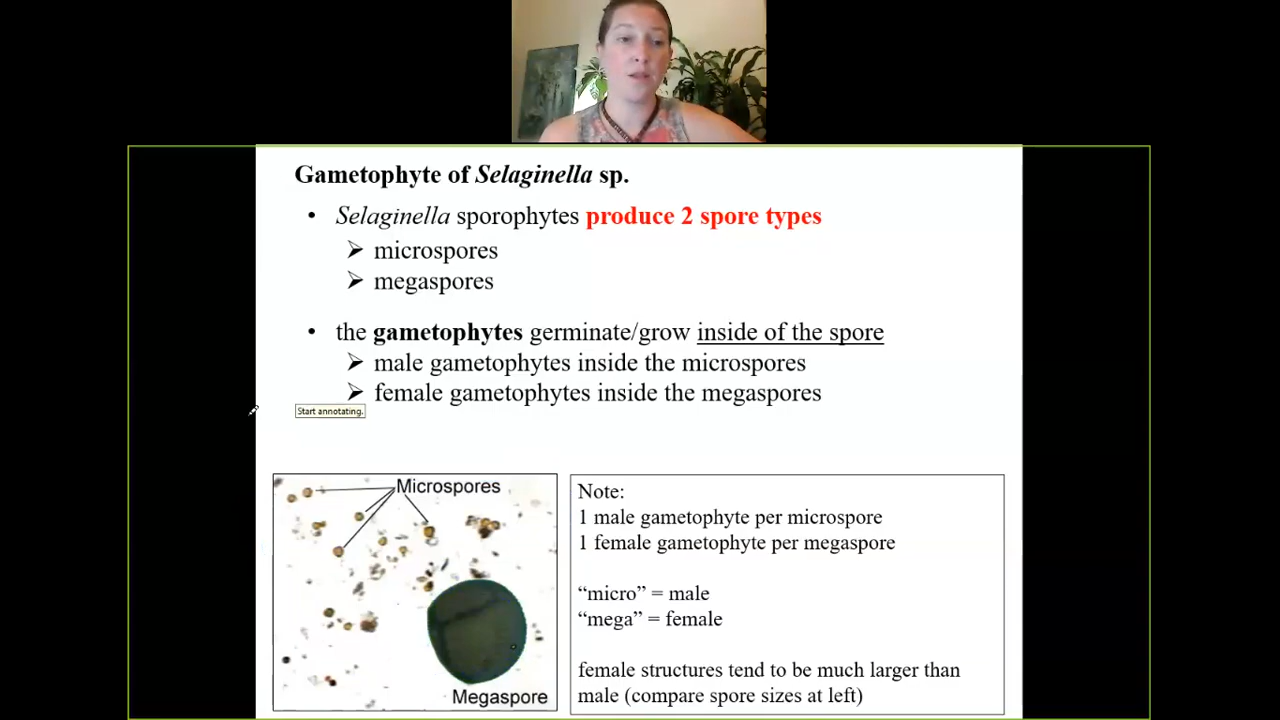 Gametophyte of Selaginella sp.
• Selaginella sporophytes produce 2 spore types
➢ microspores
➢ megaspores
• the gametophytes germinate/grow inside of the spore
➢ male gametophytes inside the microspores
➢ female gametophytes inside the megaspores
Start annotating.
Microspores
Megaspore
Note:
1 male gametophyte per microspore
1 female gametophyte per megaspore
“micro” = male
“mega” = female
female structures tend to be much larger than
male (compare spore sizes at left)